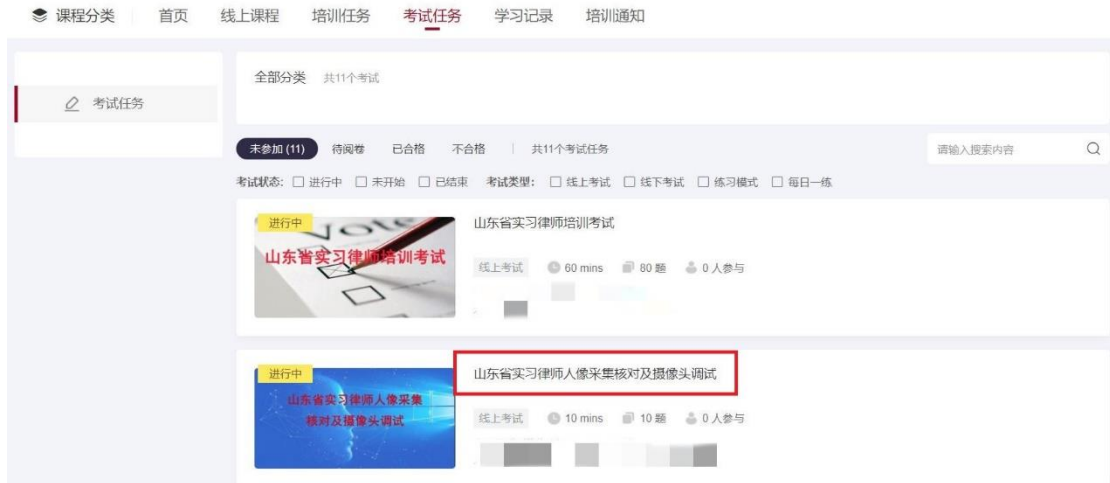 课程分类 首页 线上课程 培训任务 考试任务 学习记录 培训通知
考试任务
全部分类 共11个考试
未参加 (11) 待阅卷 已合格 不合格 共11个考试任务 请输入搜索内容
考试状态: 进行中 未开始 已结束 考试类型: 线上考试 线下考试 练习模式 每日一练
进行中
Vote
山东省实习律师培训考试
山东省实习律师培训考试
线上考试 60 mins 80 题 0 人参与
进行中
山东省实习律师人像采集
核对及摄像头调试
山东省实习律师人像采集核对及摄像头调试
线上考试 10 mins 10 题 0 人参与